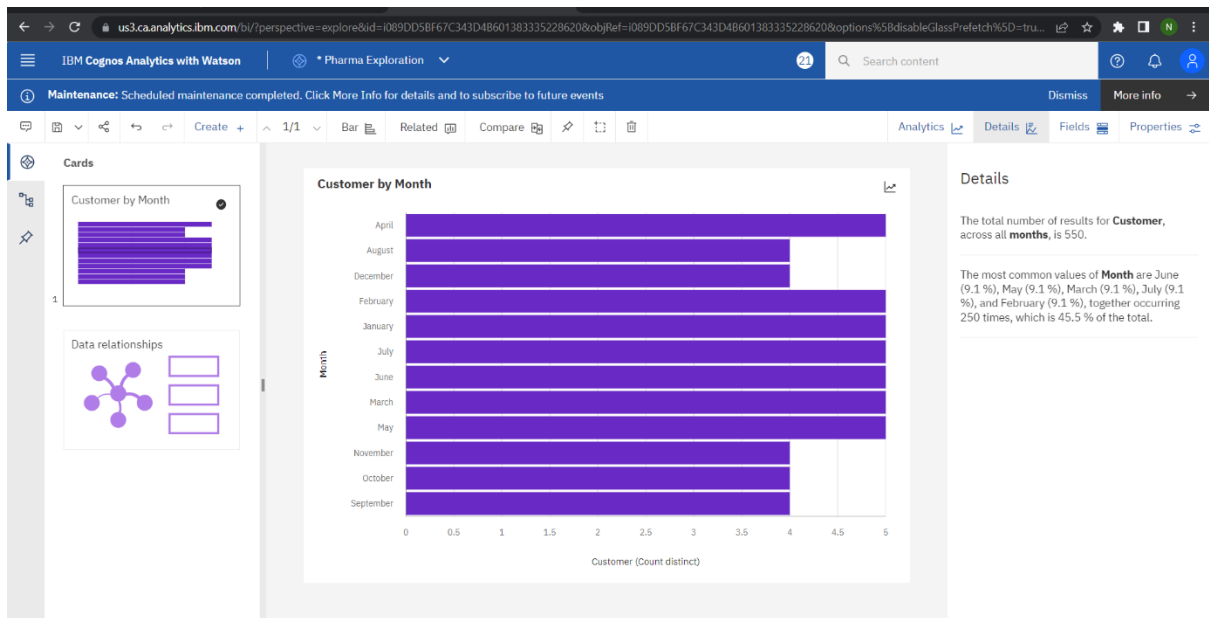 us3.ca.analytics.ibm.com/bi/?perspective=explore&id=i089DD5BF67C343D4B601383335228620&objRef=i089DD5BF67C343D4B601383335228620&options%5BdisableGlassPrefetch%5D=tru...
N
IBM Cognos Analytics with Watson
* Pharma Exploration
21
Search content
Maintenance: Scheduled maintenance completed. Click More Info for details and to subscribe to future events
Dismiss
More info
Create +
1/1
Bar
Related
Compare
Analytics
Details
Fields
Properties
Cards
Customer by Month
1
Data relationships
Customer by Month
Month
April
August
December
February
January
July
June
March
May
November
October
September
0 0.5 1 1.5 2 2.5 3 3.5 4 4.5 5
Customer (Count distinct)
Details
The total number of results for Customer,
across all months, is 550.
The most common values of Month are June
(9.1 %), May (9.1 %), March (9.1 %), July (9.1
%), and February (9.1 %), together occurring
250 times, which is 45.5 % of the total.